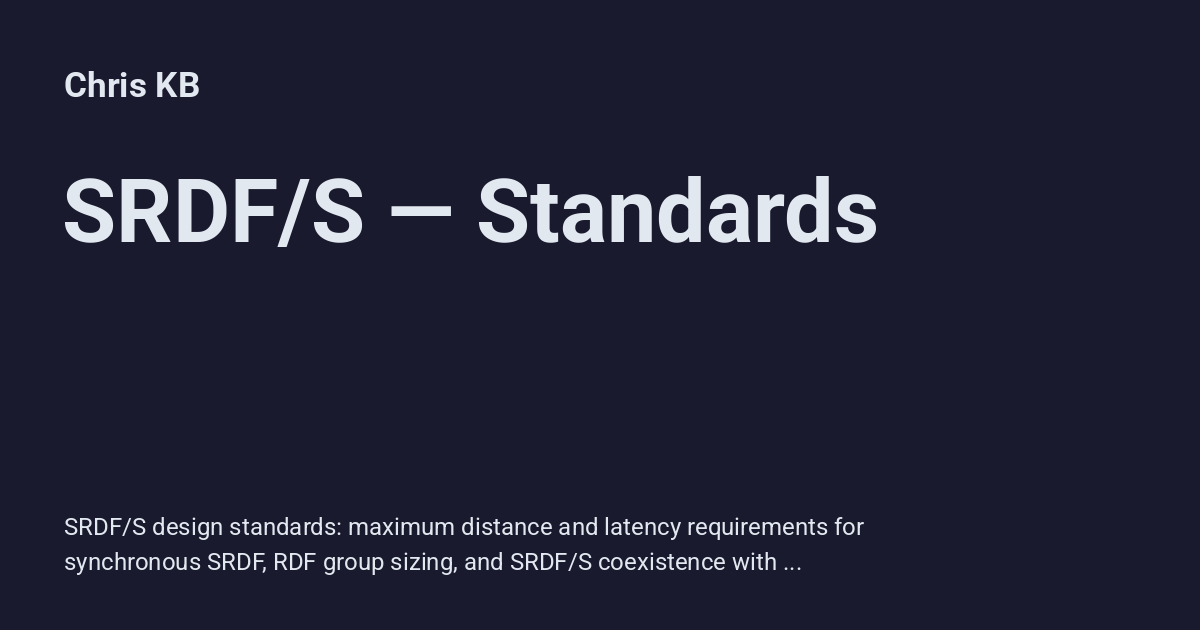 Chris KB
SRDF/S — Standards
SRDF/S design standards: maximum distance and latency requirements for
synchronous SRDF, RDF group sizing, and SRDF/S coexistence with ...